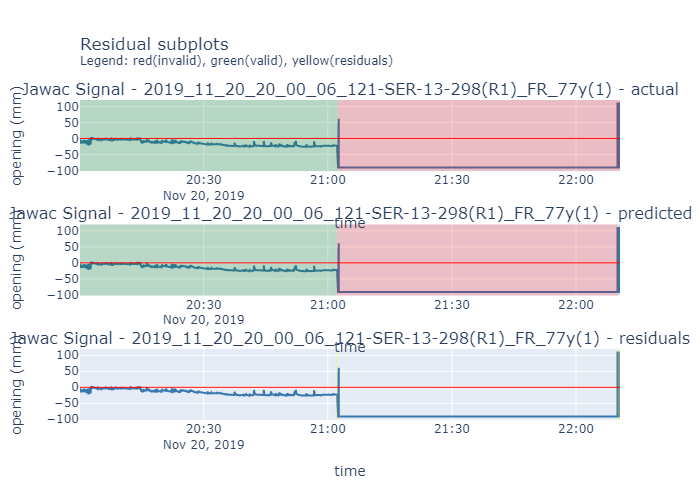 Residual subplots
Legend: red(invalid), green(valid), yellow(residuals)
Jawac Signal - 2019_11_20_20_00_06_121-SER-13-298(R1)_FR_77y(1) - actual
opening (mm)
100
50
0
−50
−100
20:30
21:00
21:30
22:00
Nov 20, 2019
time
Jawac Signal - 2019_11_20_20_00_06_121-SER-13-298(R1)_FR_77y(1) - predicted
opening (mm)
100
50
0
−50
−100
20:30
21:00
21:30
22:00
Nov 20, 2019
time
Jawac Signal - 2019_11_20_20_00_06_121-SER-13-298(R1)_FR_77y(1) - residuals
opening (mm)
100
50
0
−50
−100
20:30
21:00
21:30
22:00
Nov 20, 2019
time